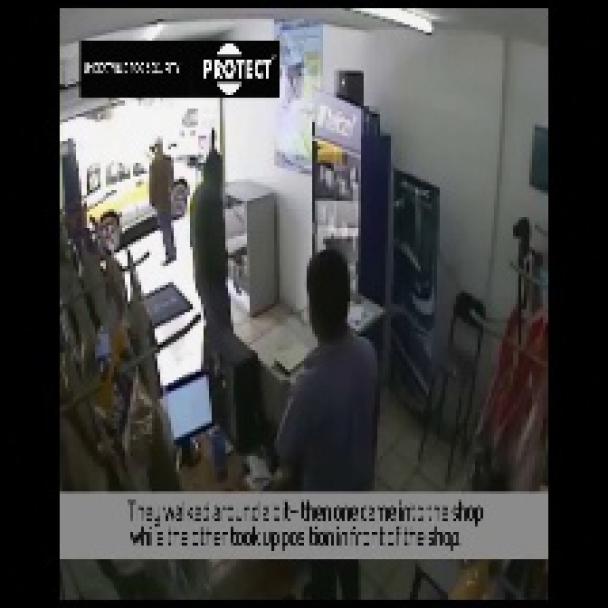 PROTECT
They walked around a bit - then one came into the shop
while the other took up position in front of the shop.